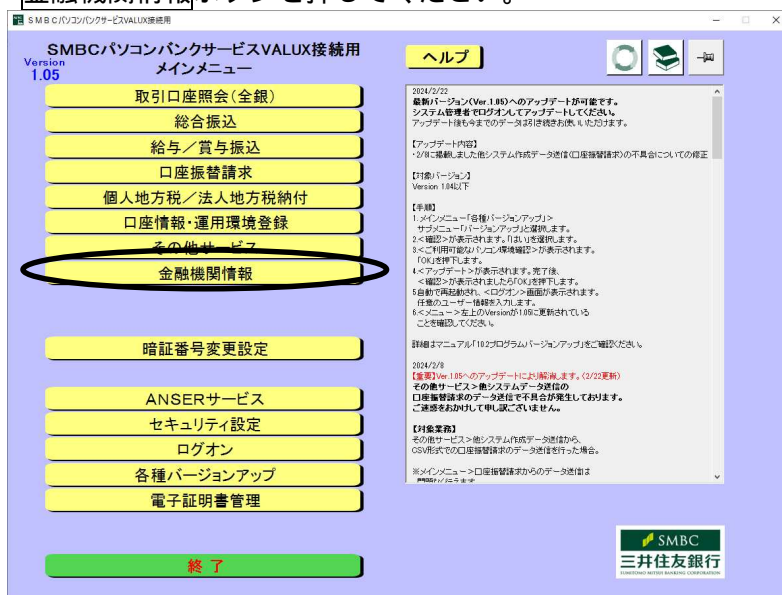 金融機関情報ボタンを押してください。
SMBCパソコンバンクサービスVALUX接続用
SMBCパソコンバンクサービスVALUX接続用
メインメニュー
Version
1.05
取引口座照会(全銀)
総合振込
給与/賞与振込
口座振替請求
個人地方税/法人地方税納付
口座情報・運用環境登録
その他サービス
金融機関情報
暗証番号変更設定
ANSERサービス
セキュリティ設定
ログオン
各種バージョンアップ
電子証明書管理
終了
ヘルプ
2024/2/22
最新バージョン(Ver.1.05)へのアップデートが可能です。
システム管理者でログオンしてアップデートしてください。
アップデート後も今までのデータは引き続きお使いいただけます。
【アップデート内容】
・2/8に掲載しました他システム作成データ送信(口座振替請求)の不具合についての修正
【対象バージョン】
Version 1.04以下
【手順】
1.メインメニュー「各種バージョンアップ」>
サブメニュー「バージョンアップ」と選択します。
2.<確認>が表示されます。「はい」を選択します。
3.<ご利用可能なパソコン環境確認>が表示されます。
「OK」を押下します。
4.<アップデート>が表示されます。完了後、
<確認>が表示されましたら「OK」を押下します。
5.自動で再起動され、<ログオン>画面が表示されます。
任意のユーザー情報を入力します。
6.<メニュー>左上のVersionが1.05に更新されている
ことを確認してください。
詳細はマニュアル「10.2プログラムバージョンアップ」をご確認ください。
2024/2/8
【重要】Ver.1.05へのアップデートにより解消します。(2/22更新)
その他サービス>他システムデータ送信の
口座振替請求のデータ送信で不具合が発生しております。
ご迷惑をおかけして申し訳ございません。
【対象業務】
その他サービス>他システム作成データ送信から、
CSV形式での口座振替請求のデータ送信を行った場合。
※メインメニュー>口座振替請求からのデータ送信は
SMBC
三井住友銀行
SUMITOMO MITSUI BANKING CORPORATION